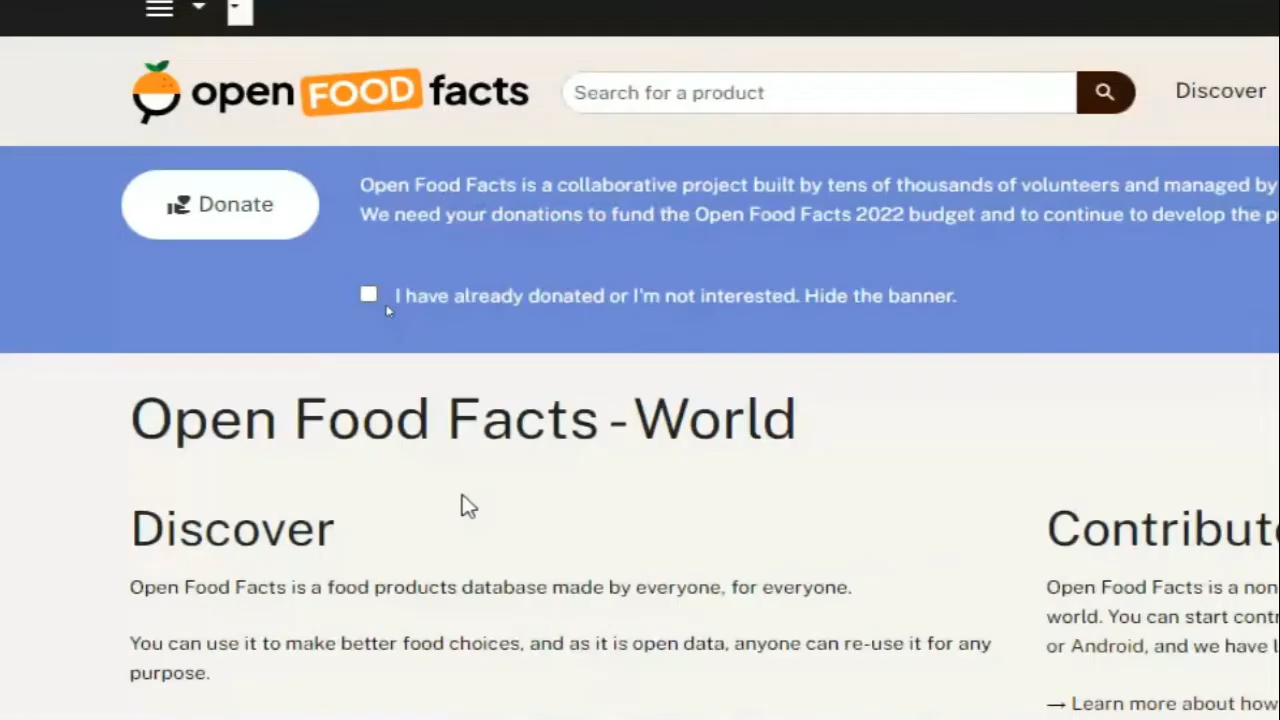 open FOOD facts
Search for a product
Discover
Donate
Open Food Facts is a collaborative project built by tens of thousands of volunteers and managed by
We need your donations to fund the Open Food Facts 2022 budget and to continue to develop the
I have already donated or I'm not interested. Hide the banner.
Open Food Facts - World
Discover
Open Food Facts is a food products database made by everyone, for everyone.
You can use it to make better food choices, and as it is open data, anyone can re-use it for any
purpose.
Contribute
Open Food Facts is a non
world. You can start contr
or Android, and we have l
→ Learn more about how